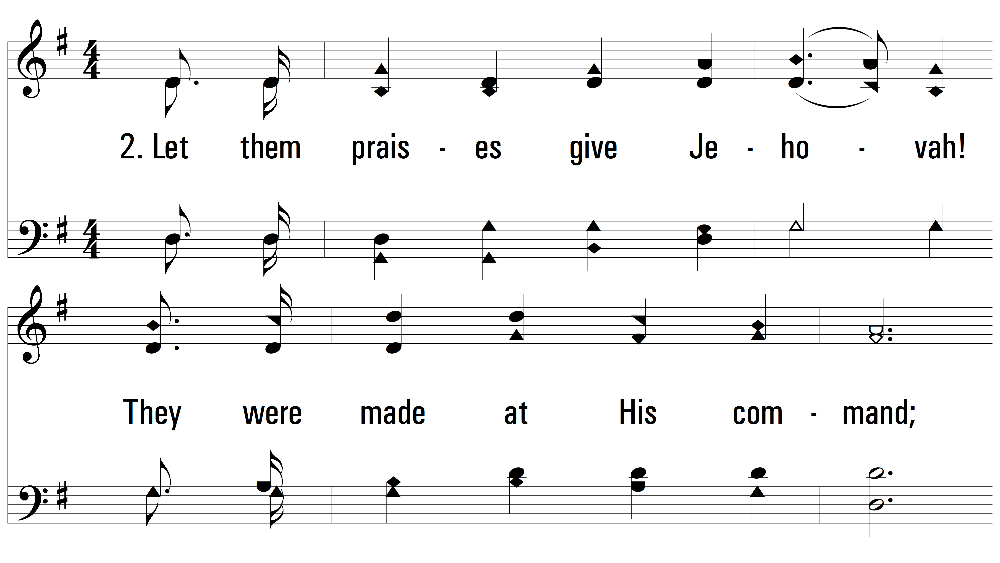 2. Let them prais - es give Je - ho - vah!
They were made at His com - mand;